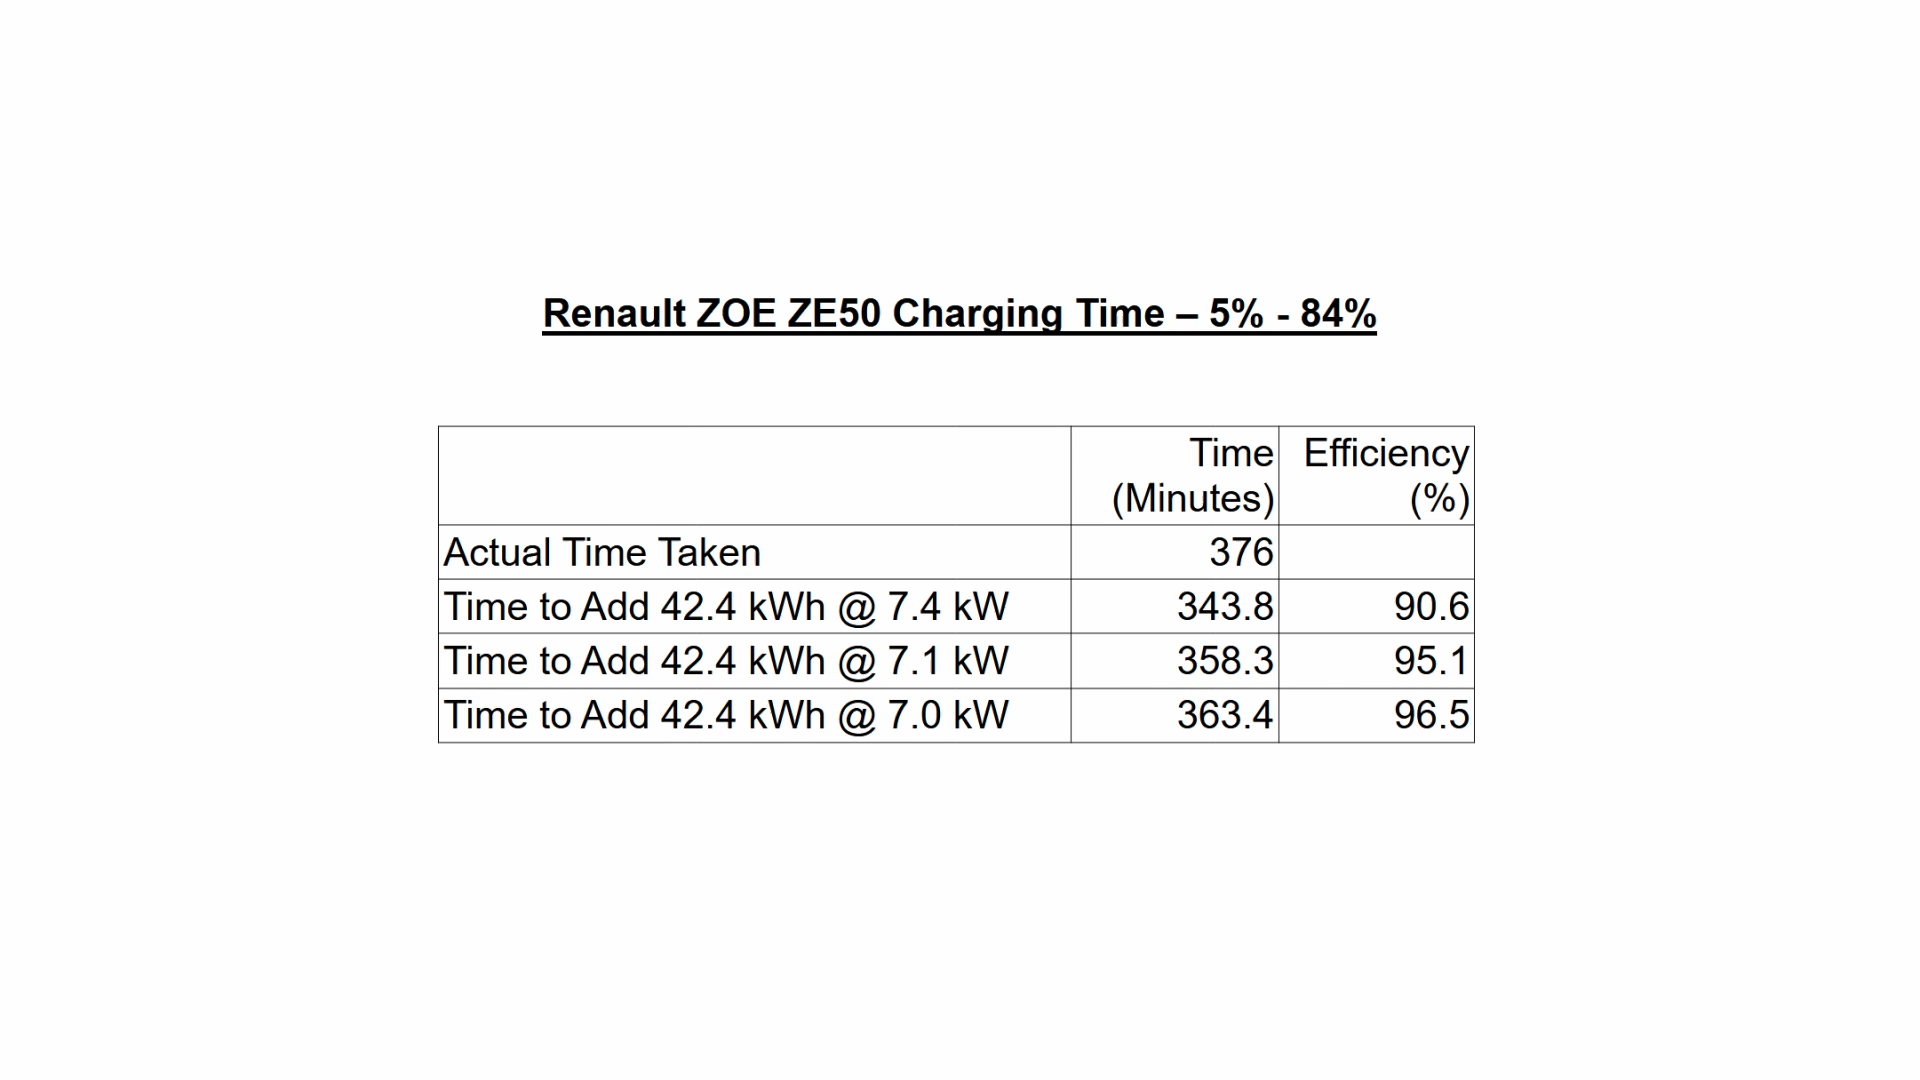 Renault ZOE ZE50 Charging Time – 5% - 84%
Time Efficiency
(Minutes) (%)
Actual Time Taken 376
Time to Add 42.4 kWh @ 7.4 kW 343.8 90.6
Time to Add 42.4 kWh @ 7.1 kW 358.3 95.1
Time to Add 42.4 kWh @ 7.0 kW 363.4 96.5